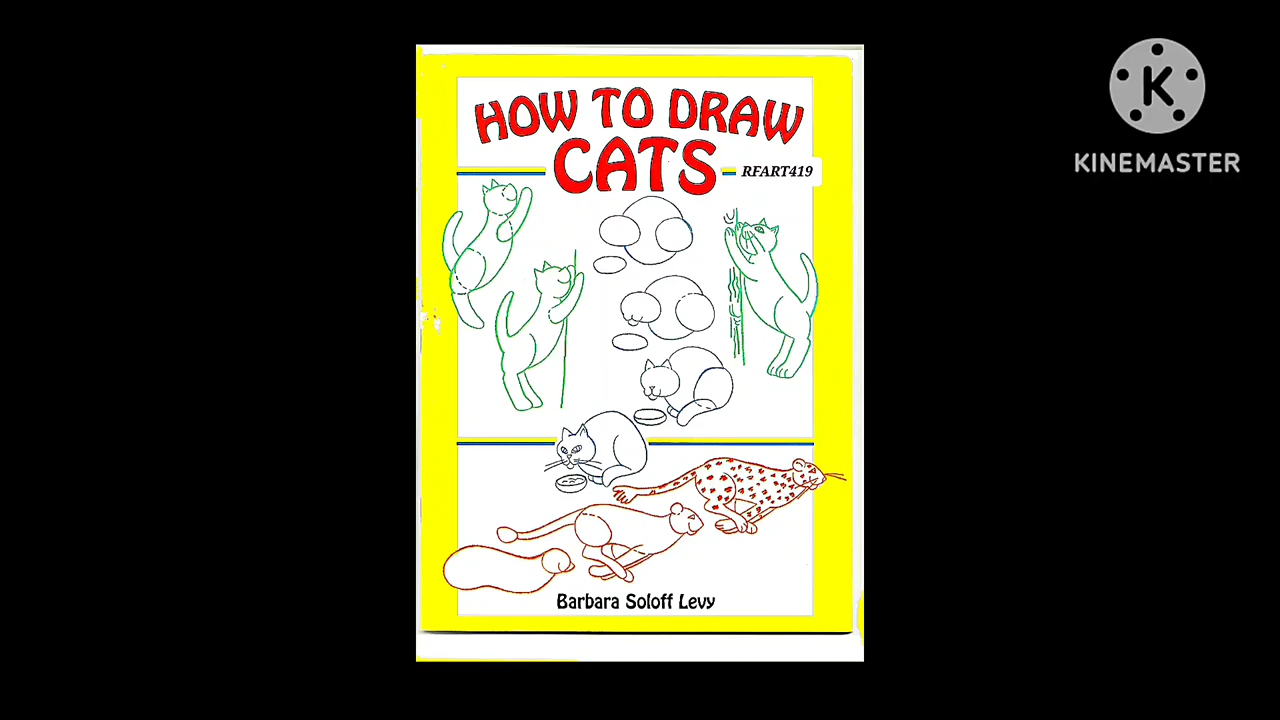 HOW TO DRAW
CATS
RFART419
K
KINEMASTER
Barbara Soloff Levy